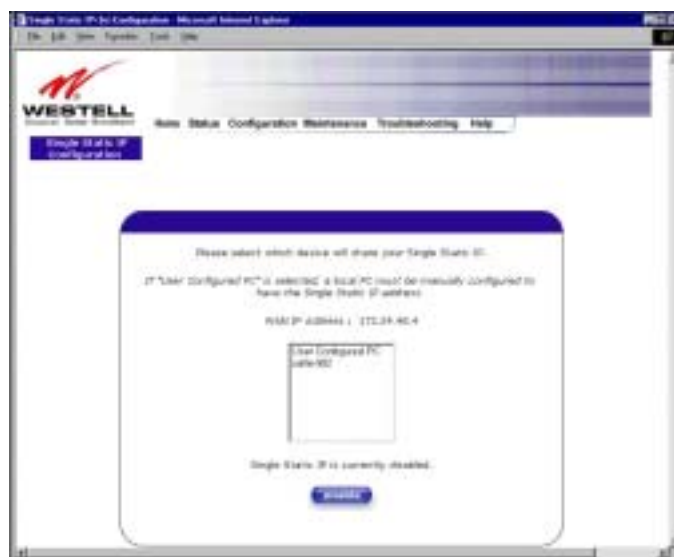 Single Static IP Configuration - Microsoft Internet Explorer
File Edit View Favorites Tools Help
WESTELL
Home Status Configuration Maintenance Troubleshooting Help
Single Static IP
Configuration
Please select which device will share your Single Static IP.
If "User Configured PC" is selected, a local PC must be manually configured to
have the Single Static IP address
WAN IP Address :
User Configured PC
Single Static IP is currently disabled.